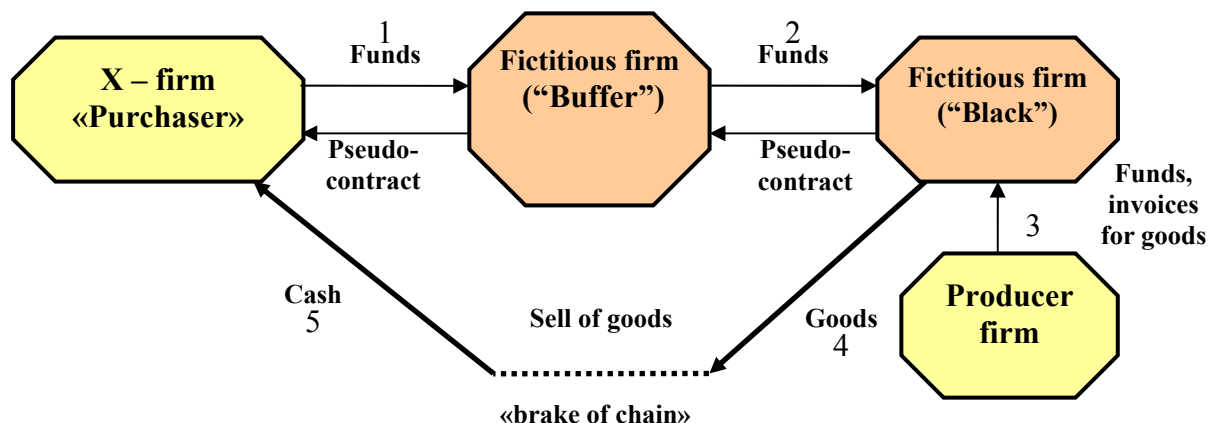 1
Funds
2
Funds
X – firm
«Purchaser»
Fictitious firm
(“Buffer”)
Fictitious firm
(“Black”)
Pseudo-
contract
Pseudo-
contract
Funds,
invoices
for goods
3
Producer
firm
Cash
5
Sell of goods
Goods
4
«brake of chain»